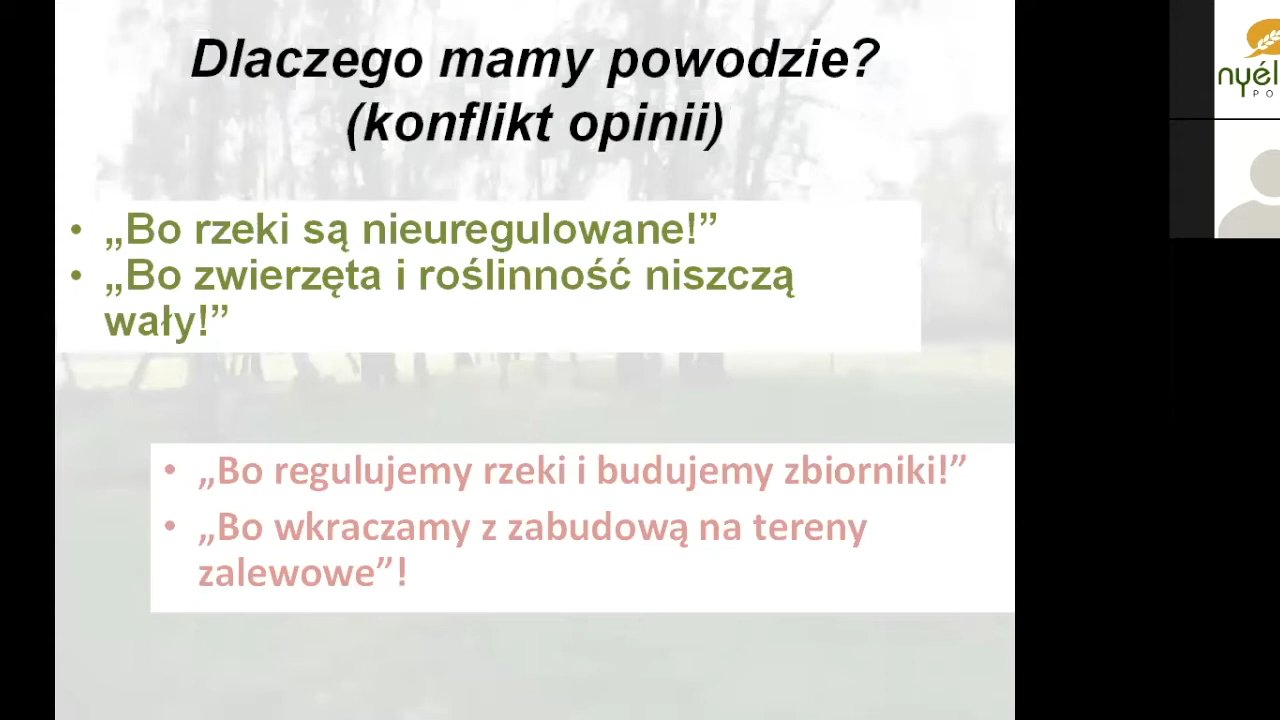 Dlaczego mamy powodzie?
(konflikt opinii)
• „Bo rzeki są nieuregulowane!”
• „Bo zwierzęta i roślinność niszczą
wały!”
• „Bo regulujemy rzeki i budujemy zbiorniki!”
• „Bo wkraczamy z zabudową na tereny
zalewowe”!
nyél
PO